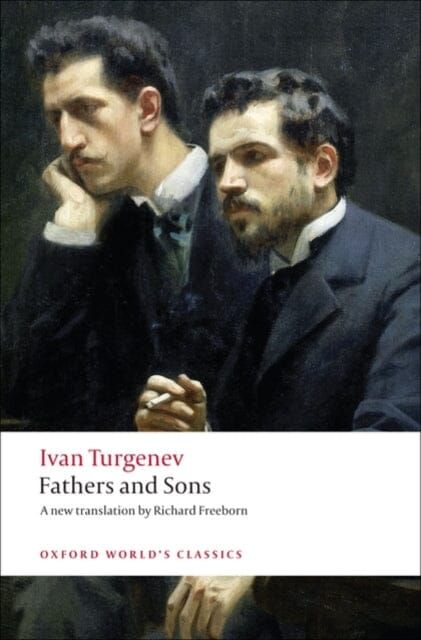 Ivan Turgenev
Fathers and Sons
A new translation by Richard Freeborn
OXFORD WORLD'S CLASSICS